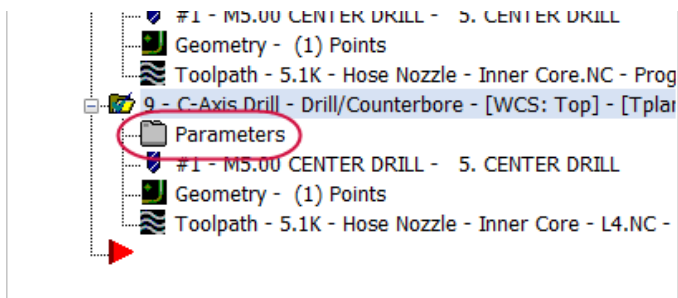 #1 - M5.00 CENTER DRILL - 5. CENTER DRILL
Geometry - (1) Points
Toolpath - 5.1K - Hose Nozzle - Inner Core.NC - Prog
9 - C-Axis Drill - Drill/Counterbore - [WCS: Top] - [Tplan
Parameters
#1 - M5.00 CENTER DRILL - 5. CENTER DRILL
Geometry - (1) Points
Toolpath - 5.1K - Hose Nozzle - Inner Core - L4.NC -